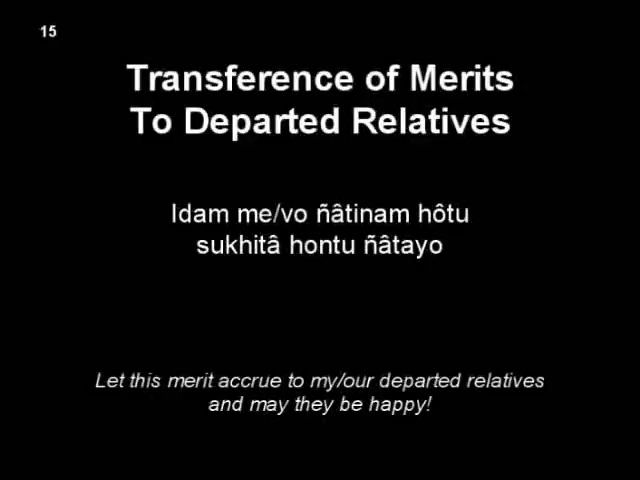 15
Transference of Merits
To Departed Relatives
Idam me/vo ñâtinam hôtu
sukhitâ hontu ñâtayo
Let this merit accrue to my/our departed relatives
and may they be happy!